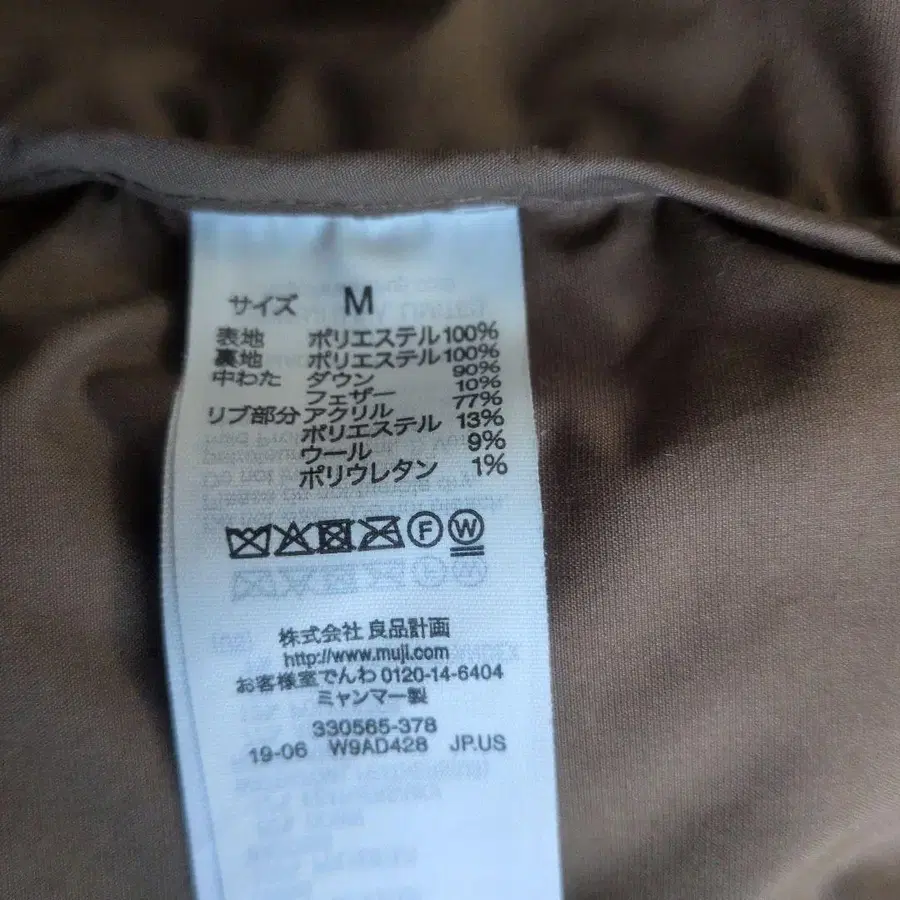 サイズ M
表地 ポリエステル100%
裏地 ポリエステル100%
中わた ダウン 90%
フェザー 10%
リブ部分 アクリル 77%
ポリエステル 13%
ウール 9%
ポリウレタン 1%
F W
株式会社 良品計画
http://www.muji.com
お客様室でんわ 0120-14-6404
ミャンマー製
330565-378
19-06 W9AD428 JP.US